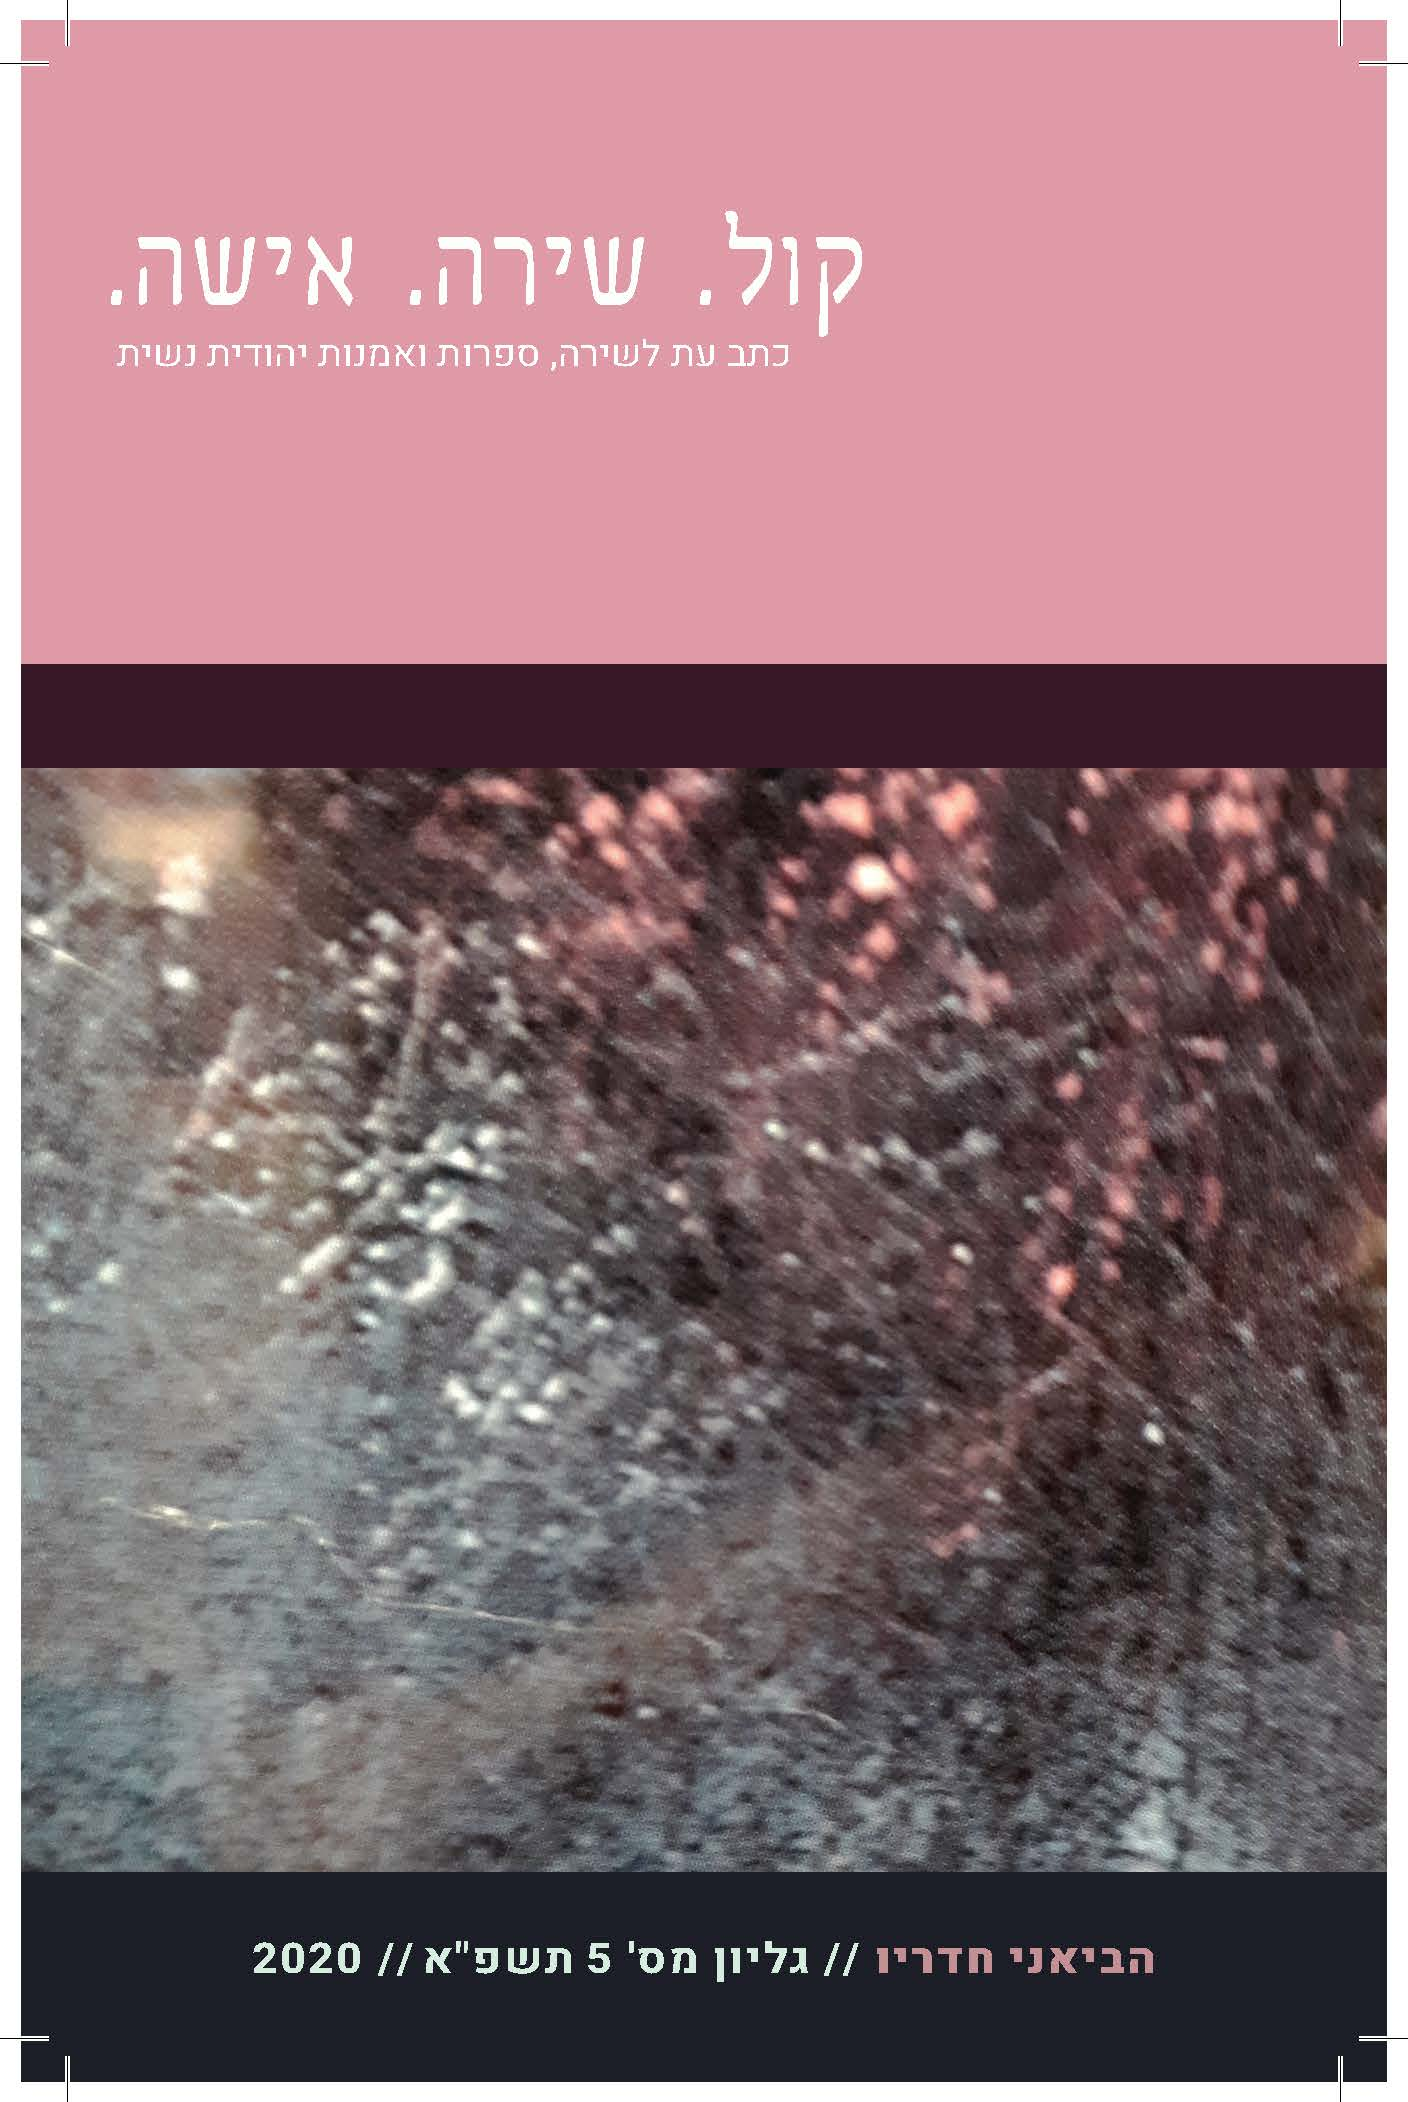 קול. שירה. אישה.
כתב עת לשירה, ספרות ואמנות יהודית נשית
הביאני חדריו // גליון מס' 5 תשפ"א // 2020